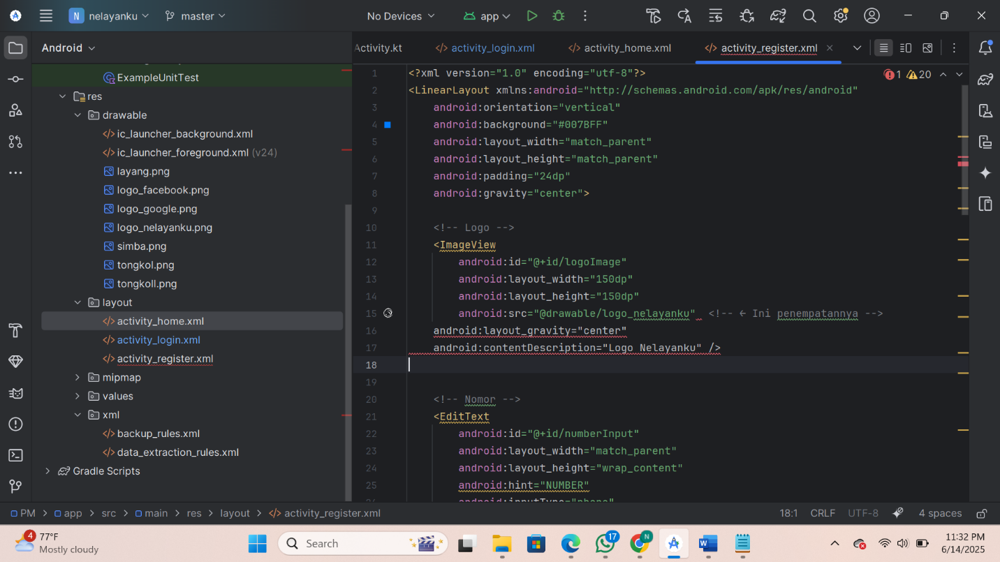 N nelayanku master No Devices app
Android
ExampleUnitTest
res
drawable
ic_launcher_background.xml
ic_launcher_foreground.xml (v24)
layang.png
logo_facebook.png
logo_google.png
logo_nelayanku.png
simba.png
tongkol.png
tongkoll.png
layout
activity_home.xml
activity_login.xml
activity_register.xml
mipmap
values
xml
backup_rules.xml
data_extraction_rules.xml
Gradle Scripts
Activity.kt activity_login.xml activity_home.xml activity_register.xml
1 20
1 <?xml version="1.0" encoding="utf-8"?>
2 <LinearLayout xmlns:android="http://schemas.android.com/apk/res/android"
3 android:orientation="vertical"
4 android:background="#007BFF"
5 android:layout_width="match_parent"
6 android:layout_height="match_parent"
7 android:padding="24dp"
8 android:gravity="center">
9
10 <!-- Logo -->
11 <ImageView
12 android:id="@+id/logoImage"
13 android:layout_width="150dp"
14 android:layout_height="150dp"
15 android:src="@drawable/logo_nelayanku" <!-- ← Ini penempatannya -->
16 android:layout_gravity="center"
17 android:contentDescription="Logo Nelayanku" />
18
19
20 <!-- Nomor -->
21 <EditText
22 android:id="@+id/numberInput"
23 android:layout_width="match_parent"
24 android:layout_height="wrap_content"
25 android:hint="NUMBER"
26 android:inputType="phone"
PM > app > src > main > res > layout > activity_register.xml 18:1 CRLF UTF-8 4 spaces
4 77°F
Mostly cloudy
Search
17
N
W
11:32 PM
6/14/2025